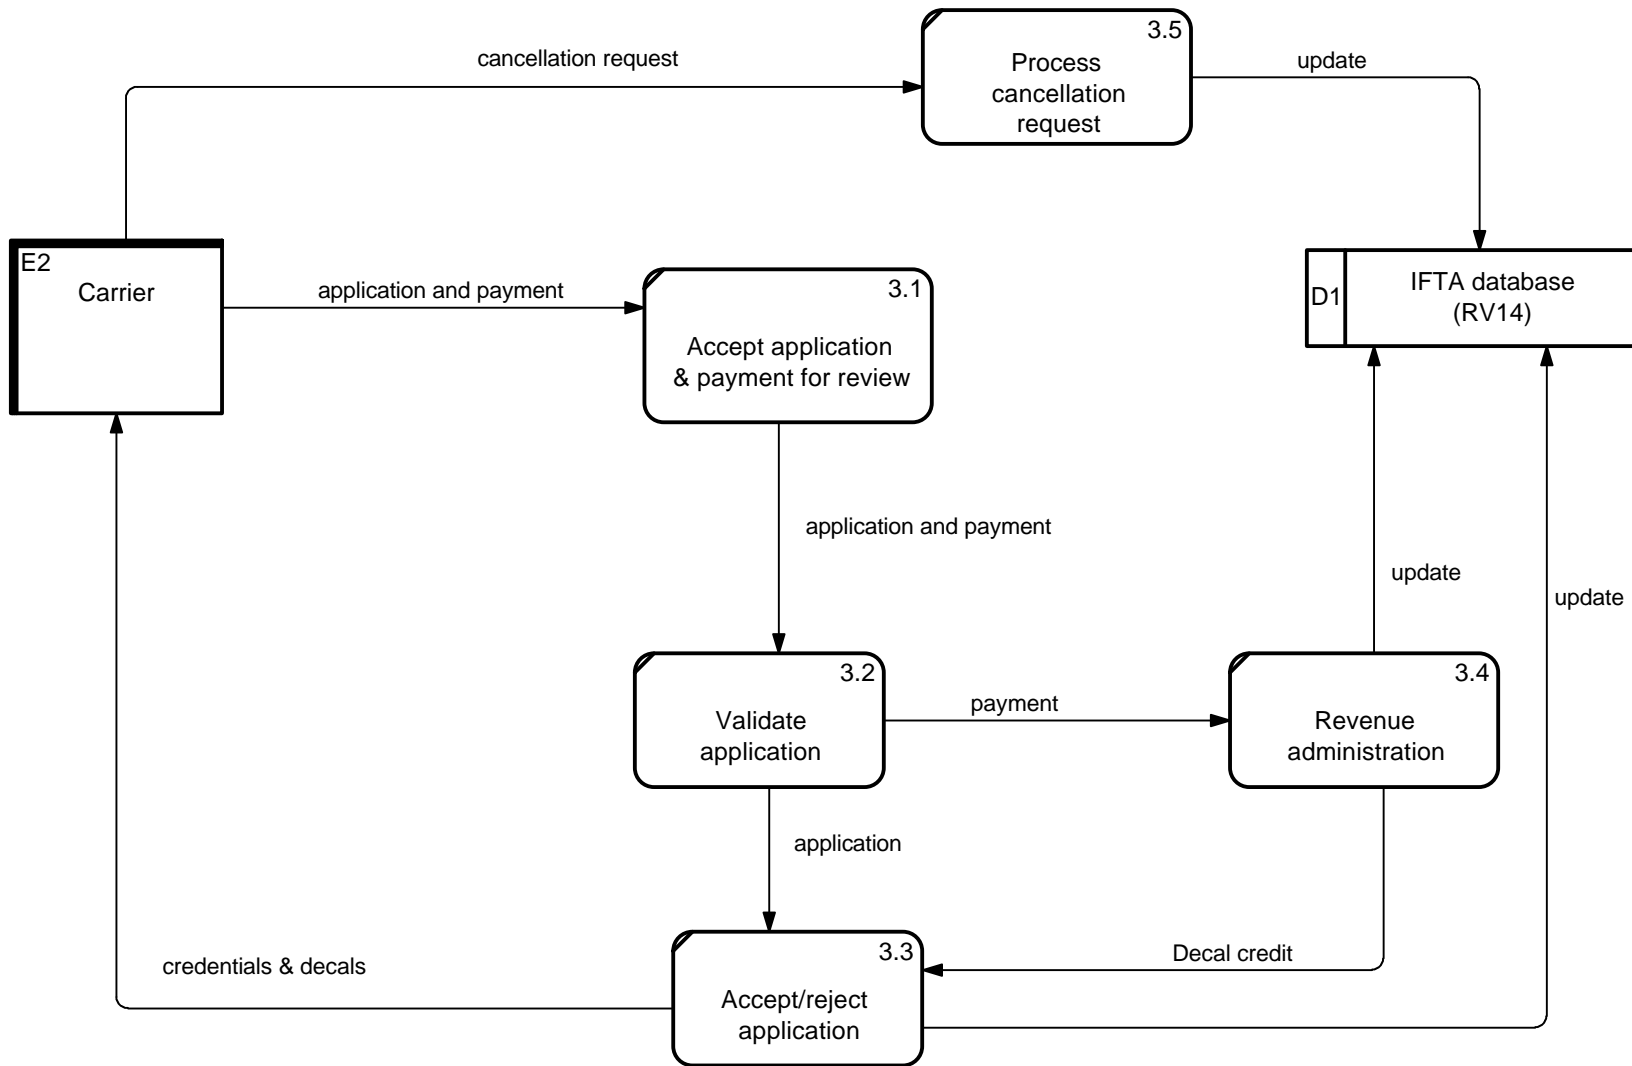 3.5
cancellation request
Process
cancellation
request
update
E2
Carrier
application and payment
3.1
Accept application
& payment for review
D1
IFTA database
(RV14)
application and payment
update
update
3.2
Validate
application
payment
3.4
Revenue
administration
application
credentials & decals
3.3
Accept/reject
application
Decal credit